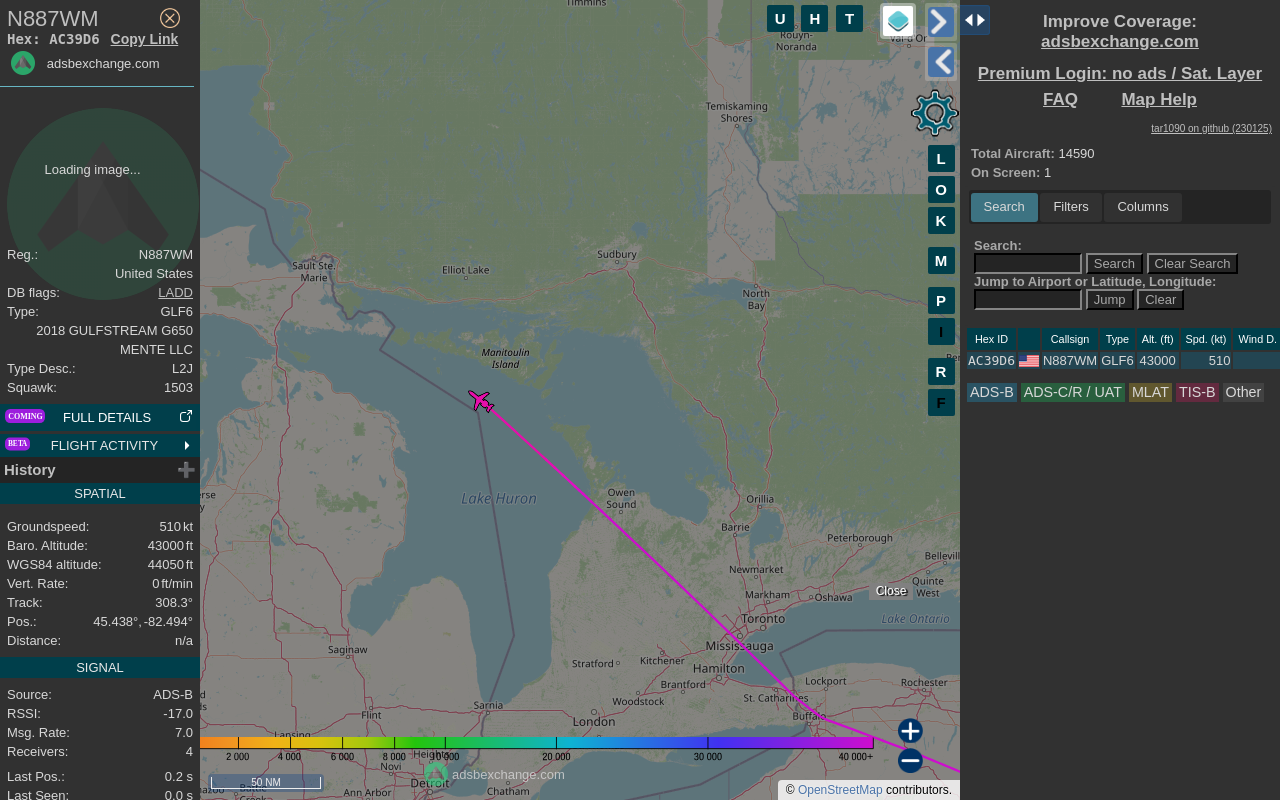 N887WM
Hex: AC39D6 Copy Link
adsbexchange.com
Loading image...
Reg.: N887WM
United States
DB flags: LADD
Type: GLF6
2018 GULFSTREAM G650
MENTE LLC
Type Desc.: L2J
Squawk: 1503
COMING FULL DETAILS
BETA FLIGHT ACTIVITY
History
SPATIAL
Groundspeed: 510 kt
Baro. Altitude: 43000 ft
WGS84 altitude: 44050 ft
Vert. Rate: 0 ft/min
Track: 308.3°
Pos.: 45.438°, -82.494°
Distance: n/a
SIGNAL
Source: ADS-B
RSSI: -17.0
Msg. Rate: 7.0
Receivers: 4
Last Pos.: 0.2 s
Last Seen: 0.0 s
Timmins
U H T
Rouyn-
Noranda
Val-d'Or
Temiskaming
Shores
L
O
K
M
P
I
R
F
Sault Ste.
Marie
Elliot Lake
Sudbury
North
Bay
Manitoulin
Island
Lake Huron
Owen
Sound
Orillia
Barrie
Peterborough
Belleville
Newmarket
Quinte
West
Markham
Oshawa
Close
Toronto
Lake Ontario
Mississauga
Saginaw
Stratford
Kitchener
Hamilton
Brantford
Lockport
Rochester
Woodstock
St. Catharines
Sarnia
Flint
London
Buffalo
Lansing
Heights
2 000 4 000 6 000 8 000 10 000 20 000 30 000 40 000+
Novi
Detroit
adsbexchange.com
50 NM
Battle
Creek
Ann Arbor
Chatham
© OpenStreetMap contributors.
Improve Coverage:
adsbexchange.com
Premium Login: no ads / Sat. Layer
FAQ Map Help
tar1090 on github (230125)
Total Aircraft: 14590
On Screen: 1
Search Filters Columns
Search:
Search Clear Search
Jump to Airport or Latitude, Longitude:
Jump Clear
Hex ID Callsign Type Alt. (ft) Spd. (kt) Wind D.
AC39D6 N887WM GLF6 43000 510
ADS-B ADS-C/R / UAT MLAT TIS-B Other